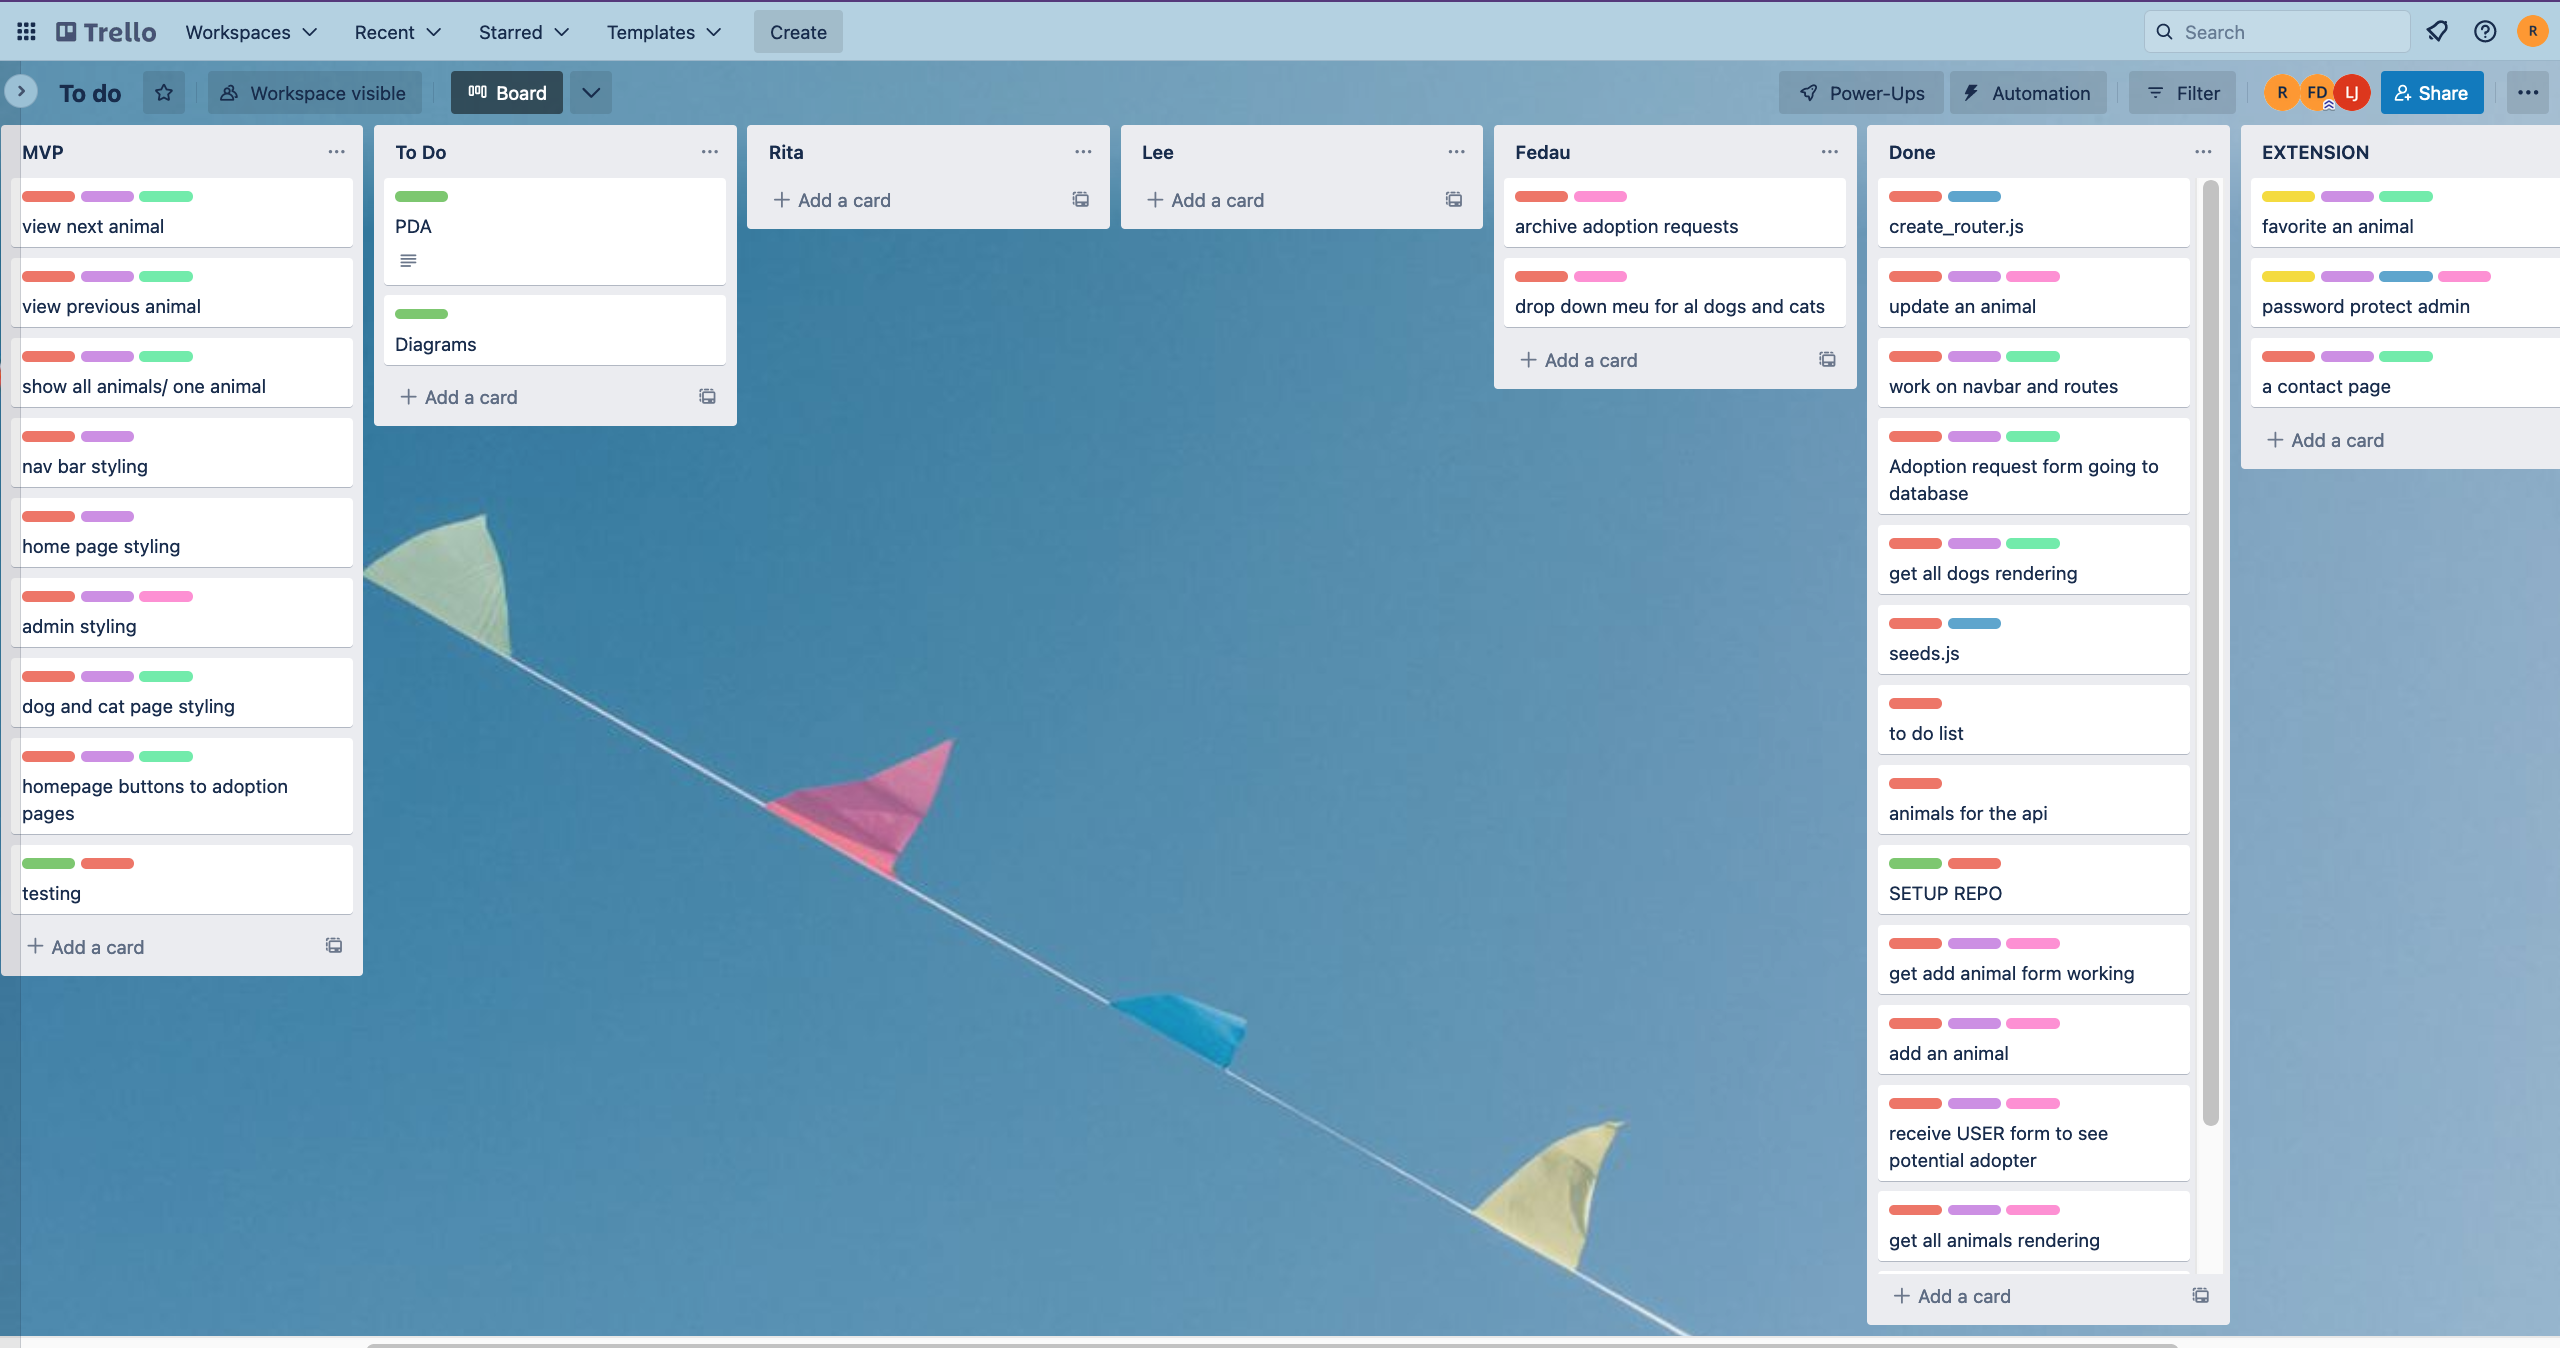 Trello
Workspaces
Recent
Starred
Templates
Create
Search
R
To do
Workspace visible
Board
Power-Ups
Automation
Filter
R
FD
LJ
Share
MVP
view next animal
view previous animal
show all animals/ one animal
nav bar styling
home page styling
admin styling
dog and cat page styling
homepage buttons to adoption
pages
testing
Add a card
To Do
PDA
Diagrams
Add a card
Rita
Add a card
Lee
Add a card
Fedau
archive adoption requests
drop down meu for al dogs and cats
Add a card
Done
create_router.js
update an animal
work on navbar and routes
Adoption request form going to
database
get all dogs rendering
seeds.js
to do list
animals for the api
SETUP REPO
get add animal form working
add an animal
receive USER form to see
potential adopter
get all animals rendering
Add a card
EXTENSION
favorite an animal
password protect admin
a contact page
Add a card